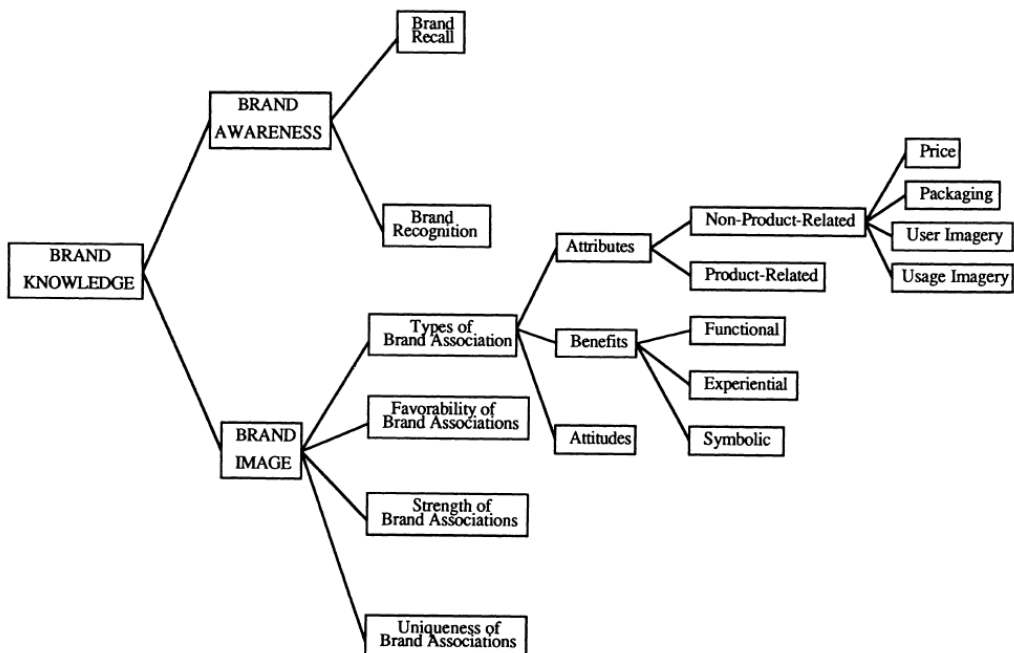 Brand
Recall
BRAND
AWARENESS
Brand
Recognition
BRAND
KNOWLEDGE
Price
Packaging
Non-Product-Related
User Imagery
Attributes
Product-Related
Usage Imagery
Types of
Brand Association
Benefits
Functional
Experiential
Favorability of
Brand Associations
BRAND
IMAGE
Attitudes
Symbolic
Strength of
Brand Associations
Uniqueness of
Brand Associations